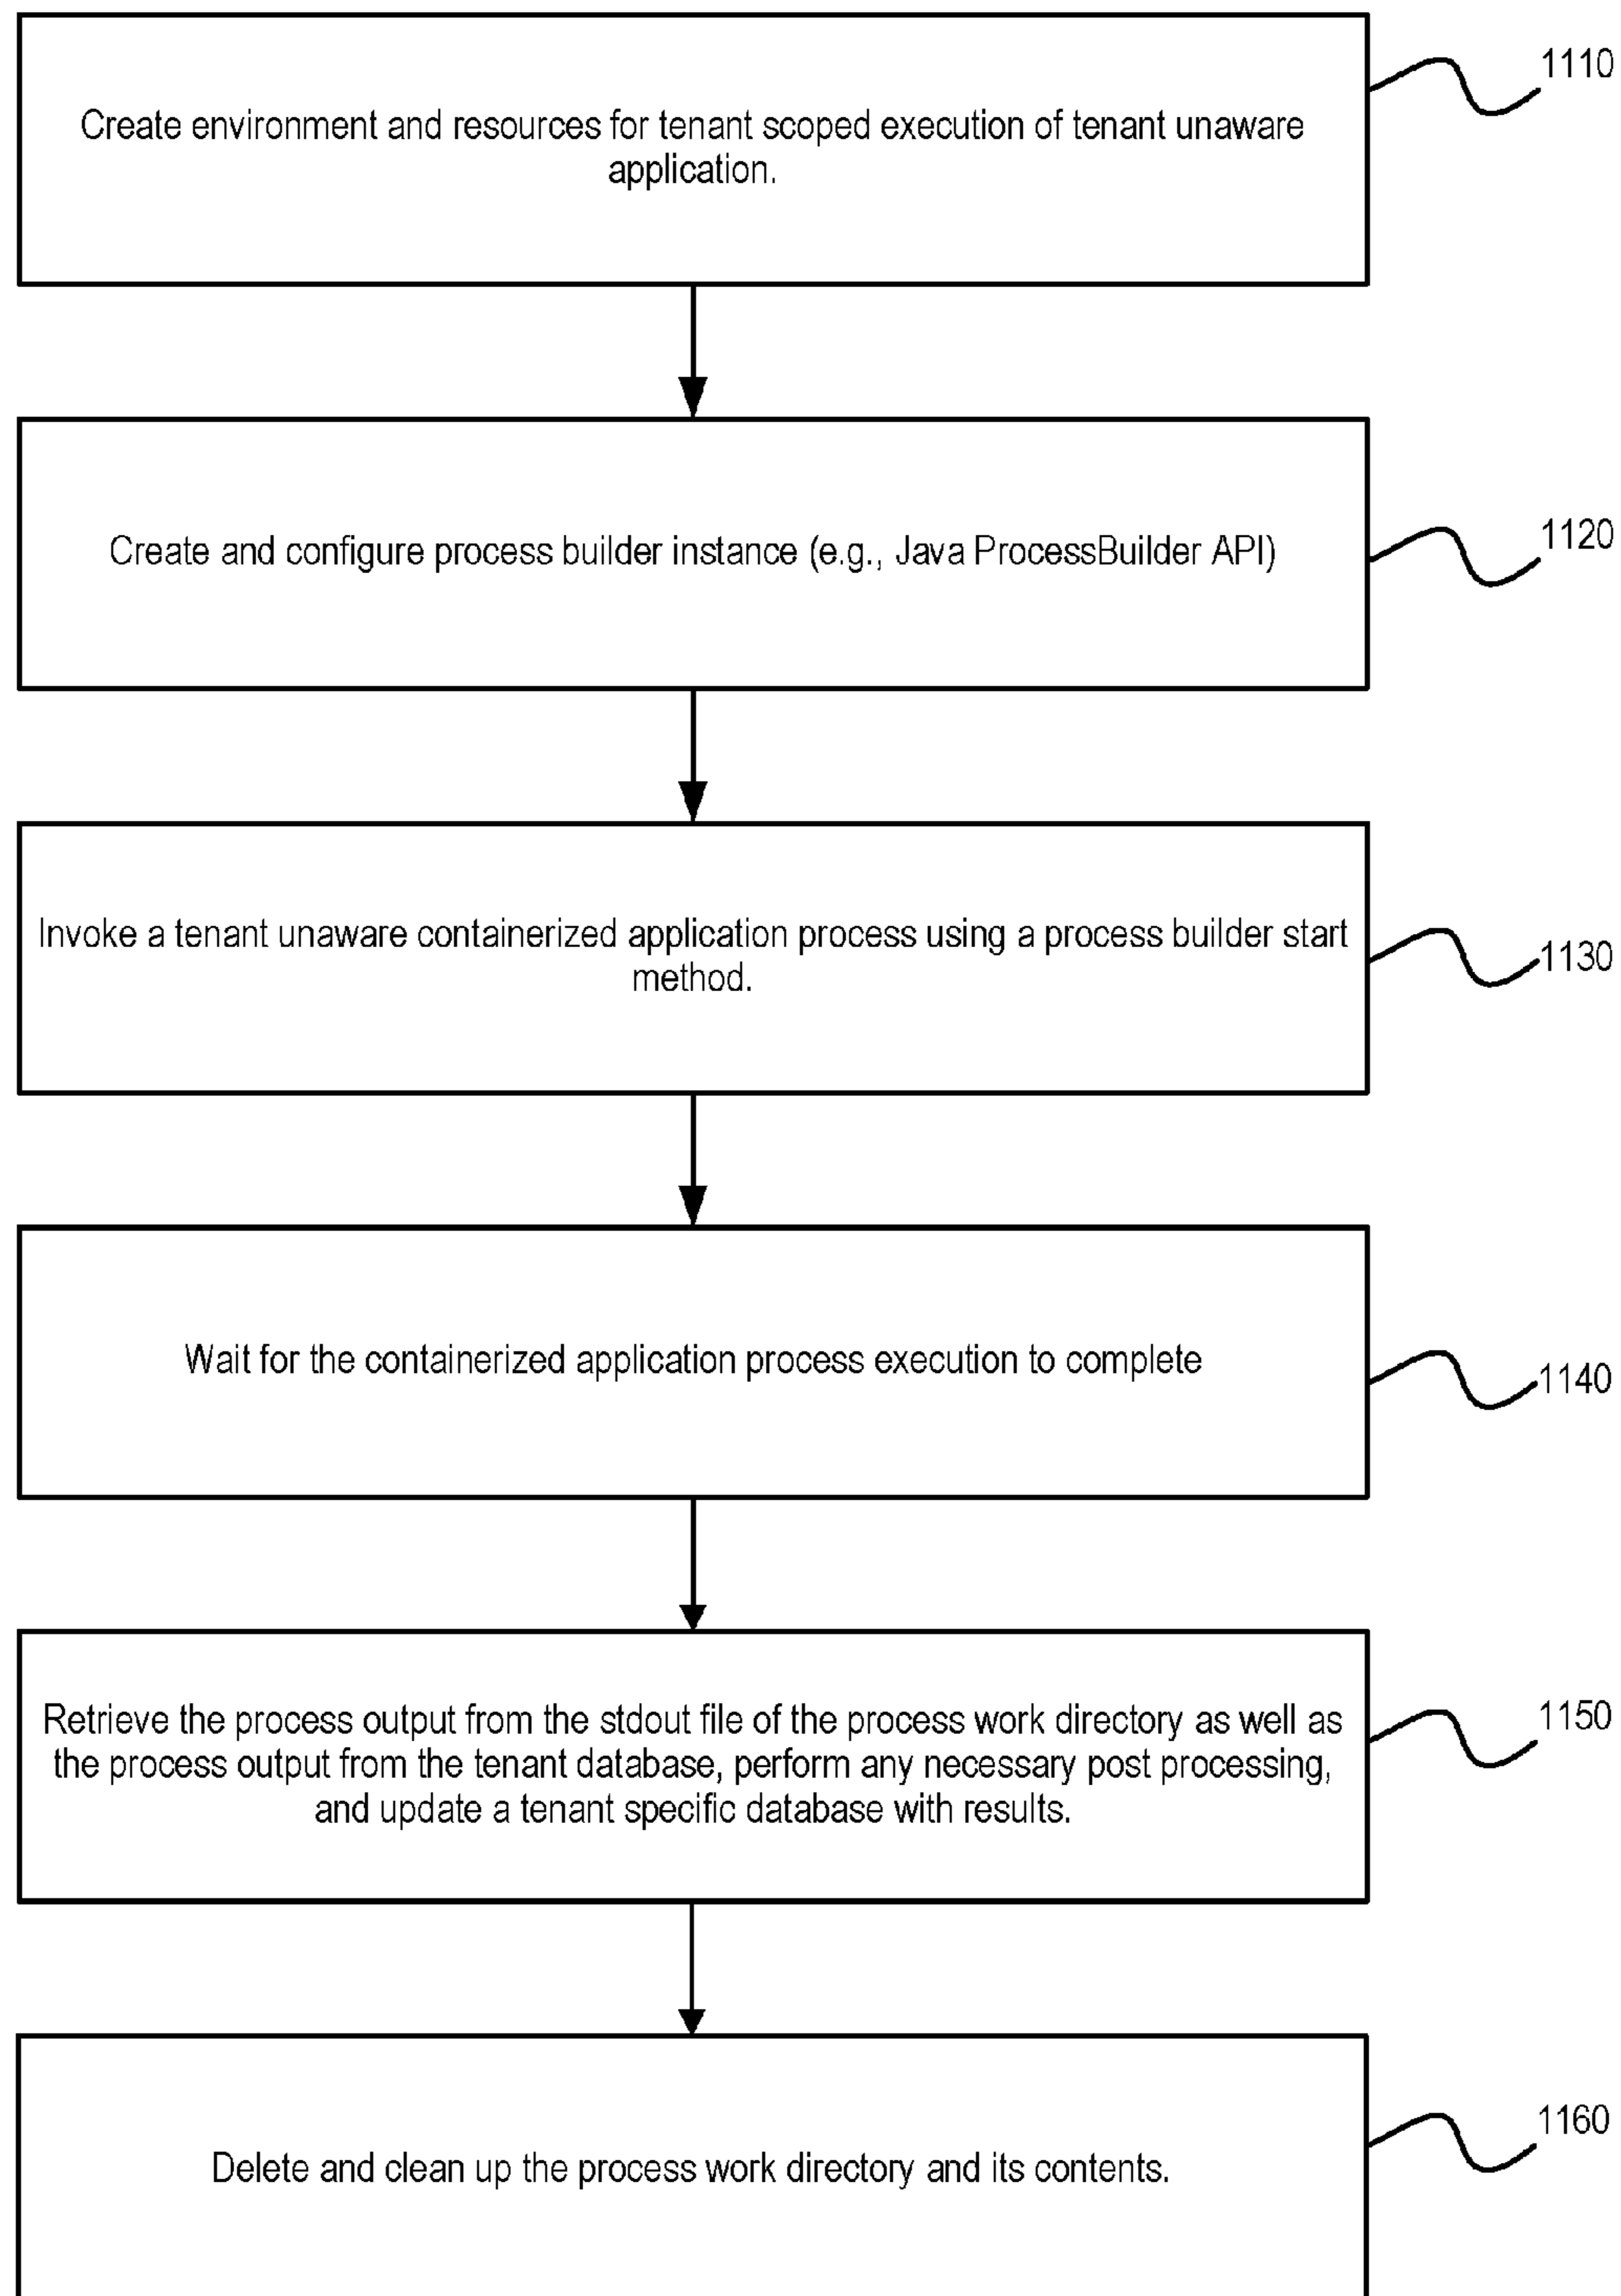 1110
Create environment and resources for tenant scoped execution of tenant unaware
application.
1120
Create and configure process builder instance (e.g., Java ProcessBuilder API)
Invoke a tenant unaware containerized application process using a process builder start
method.
1130
Wait for the containerized application process execution to complete
1140
Retrieve the process output from the stdout file of the process work directory as well as
the process output from the tenant database, perform any necessary post processing,
and update a tenant specific database with results.
1150
Delete and clean up the process work directory and its contents.
1160